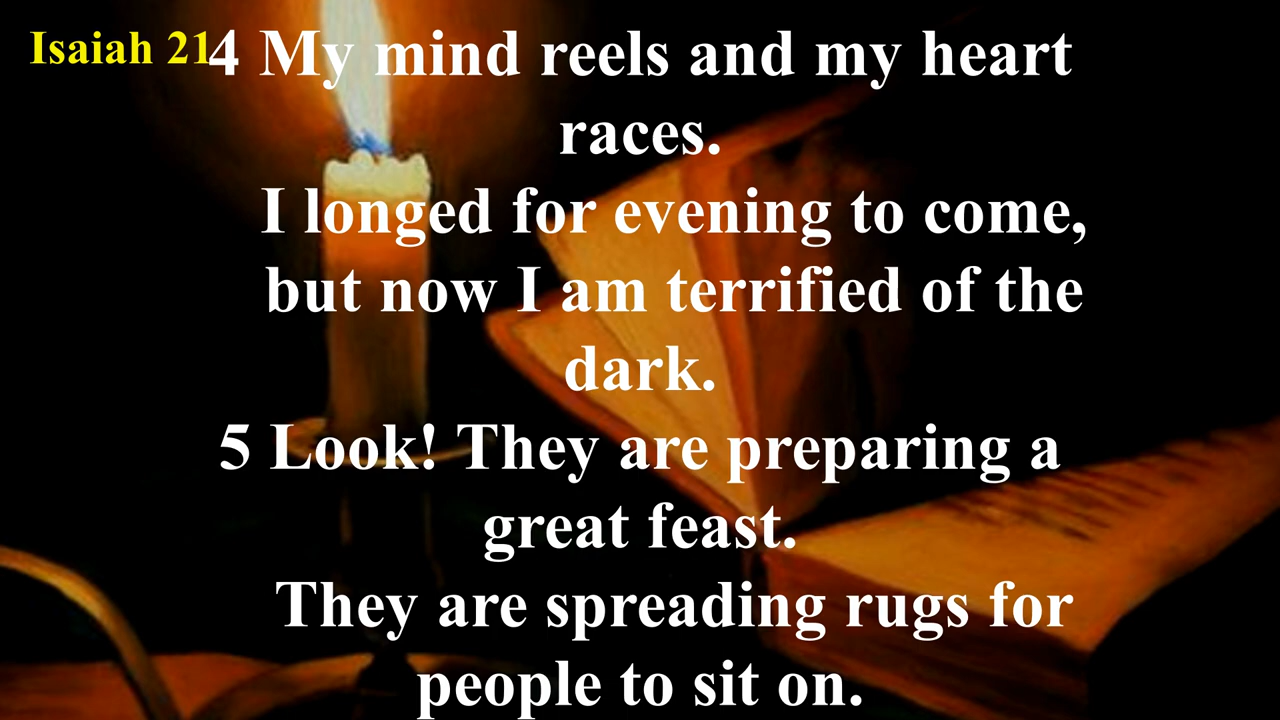 Isaiah 21
4 My mind reels and my heart
races.
I longed for evening to come,
but now I am terrified of the
dark.
5 Look! They are preparing a
great feast.
They are spreading rugs for
people to sit on.